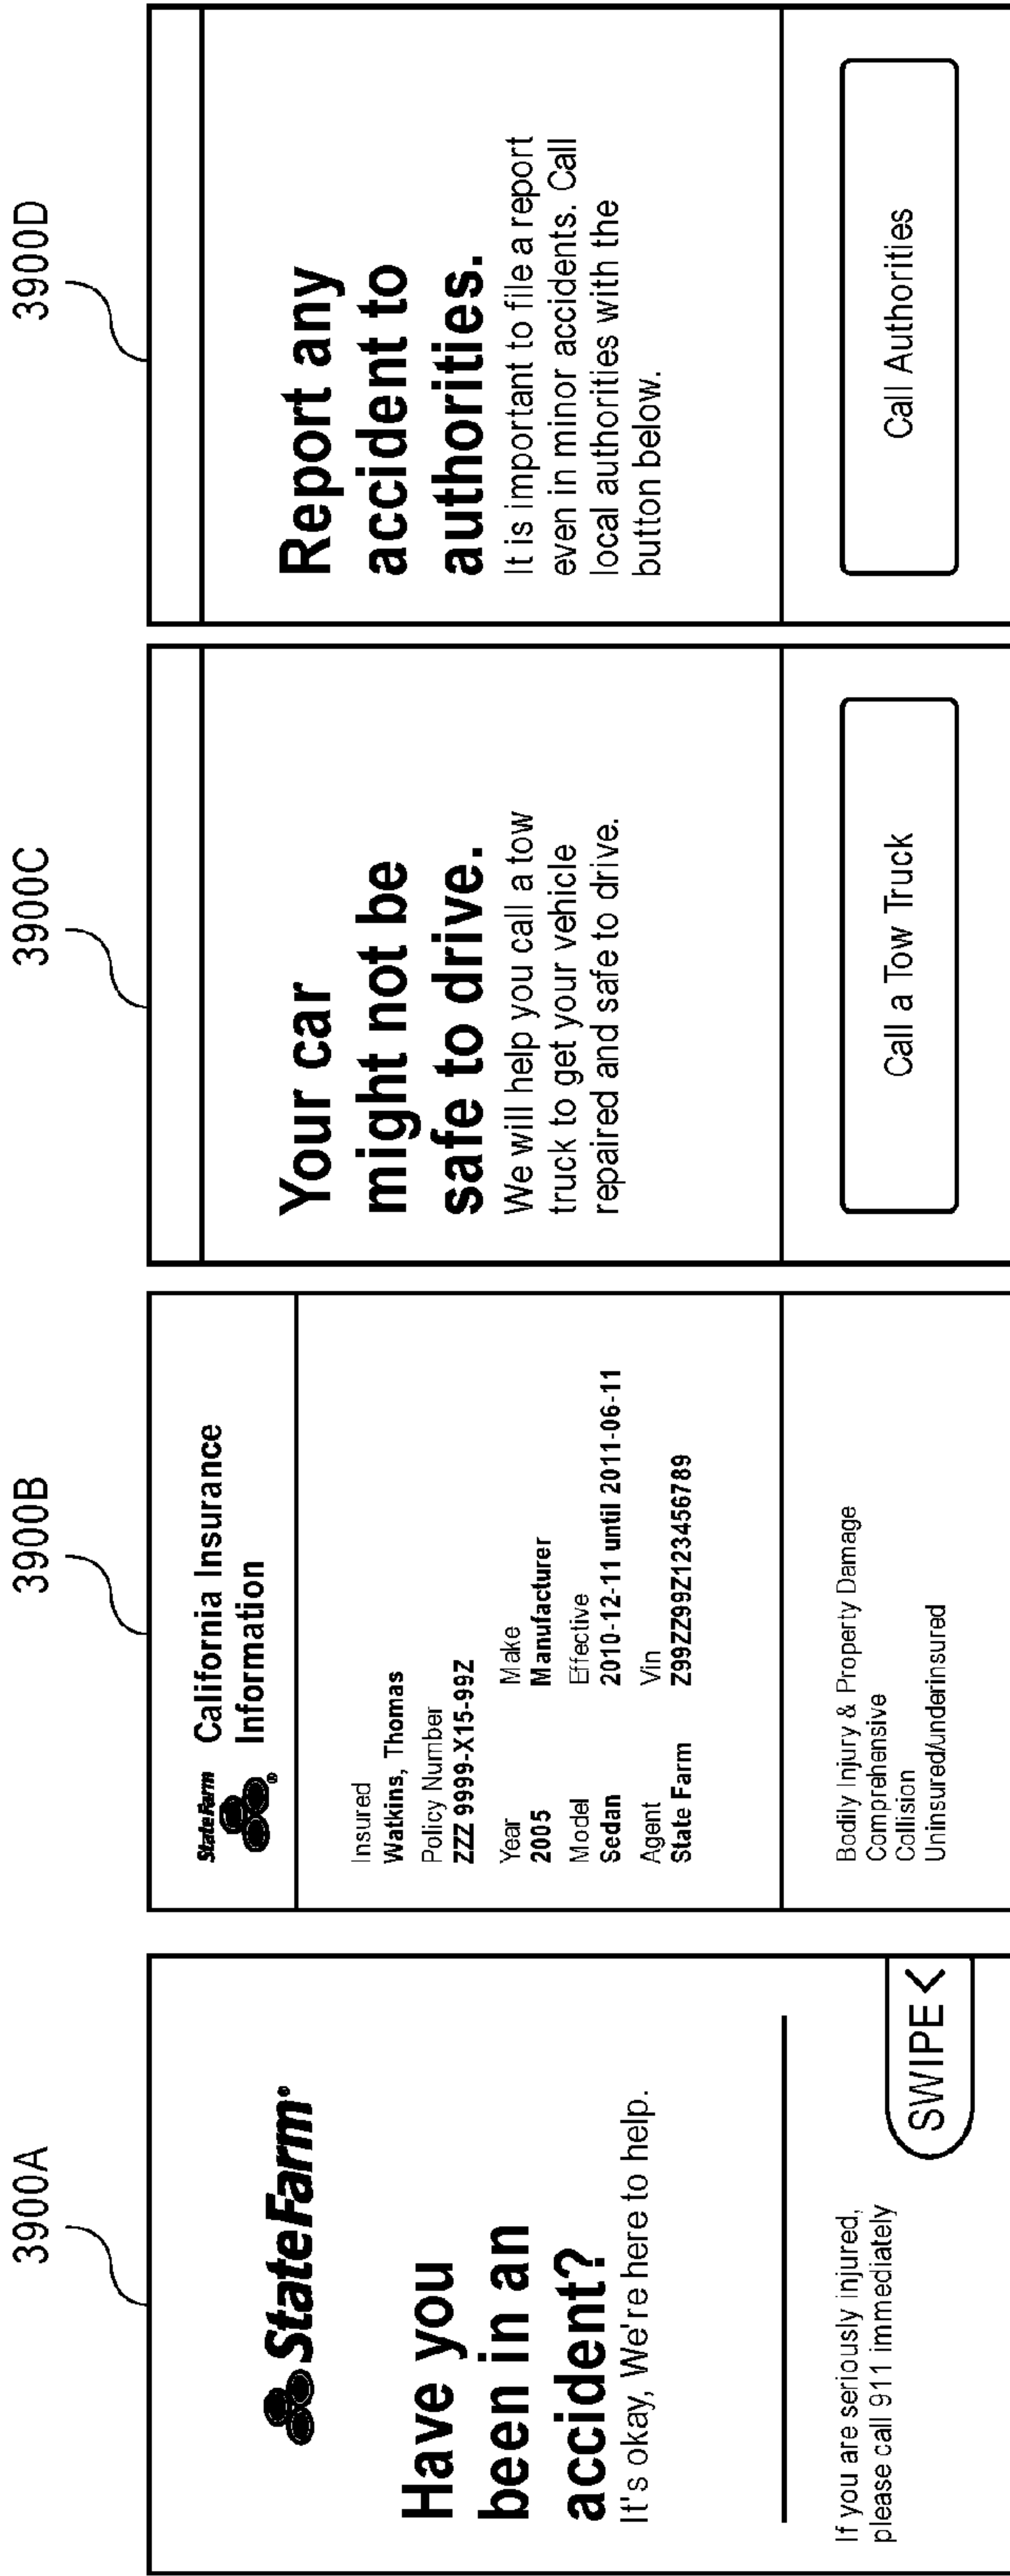 3900A
StateFarm®
Have you
been in an
accident?
It's okay, We're here to help.
If you are seriously injured,
please call 911 immediately
SWIPE <
3900B
StateFarm
®
California Insurance
Information
Insured
Watkins, Thomas
Policy Number
ZZZ 9999-X15-99Z
Year Make
2005 Manufacturer
Model Effective
Sedan 2010-12-11 until 2011-06-11
Agent Vin
State Farm Z99ZZ99Z123456789
Bodily Injury & Property Damage
Comprehensive
Collision
Uninsured/underinsured
3900C
Your car
might not be
safe to drive.
We will help you call a tow
truck to get your vehicle
repaired and safe to drive.
Call a Tow Truck
3900D
Report any
accident to
authorities.
It is important to file a report
even in minor accidents. Call
local authorities with the
button below.
Call Authorities